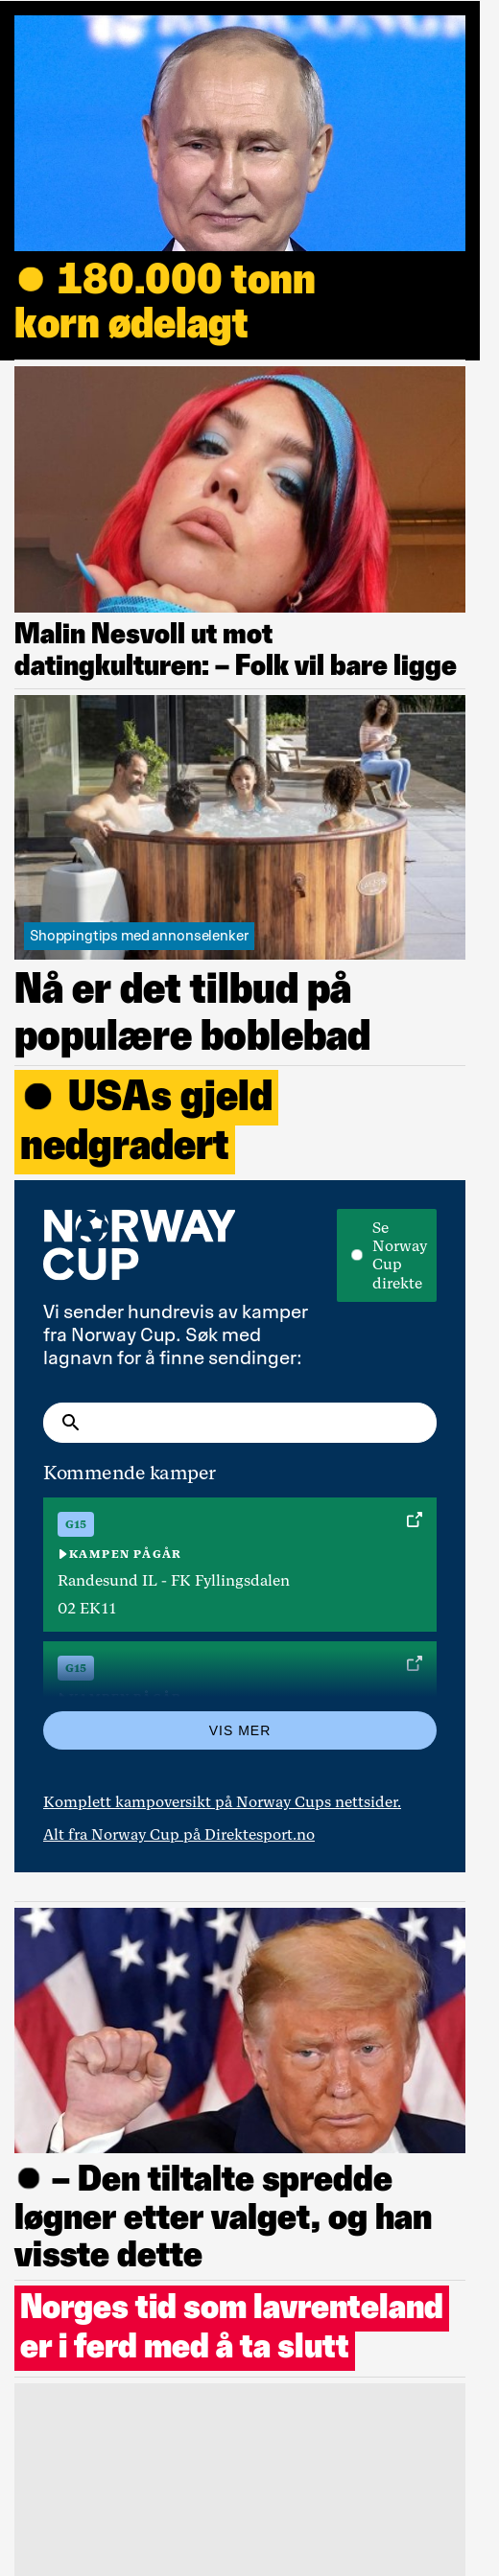 180.000 tonn
korn ødelagt
Malin Nesvoll ut mot
datingkulturen: – Folk vil bare ligge
Shoppingtips med annonselenker
Nå er det tilbud på
populære boblebad
USAs gjeld
nedgradert
NORWAY
CUP
Se
Norway
Cup
direkte
Vi sender hundrevis av kamper
fra Norway Cup. Søk med
lagnavn for å finne sendinger:
Kommende kamper
G15
KAMPEN PÅGÅR
Randesund IL - FK Fyllingsdalen
02 EK11
G15
VIS MER
Komplett kampoversikt på Norway Cups nettsider.
Alt fra Norway Cup på Direktesport.no
– Den tiltalte spredde
løgner etter valget, og han
visste dette
Norges tid som lavrenteland
er i ferd med å ta slutt